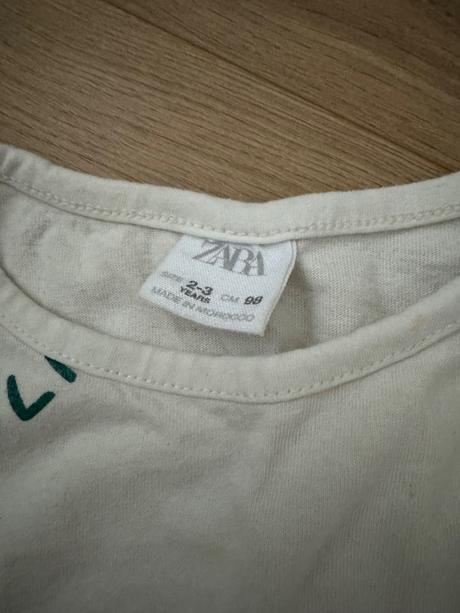 ZARA
SIZE 2-3 YEARS CM 98
MADE IN MOROCCO